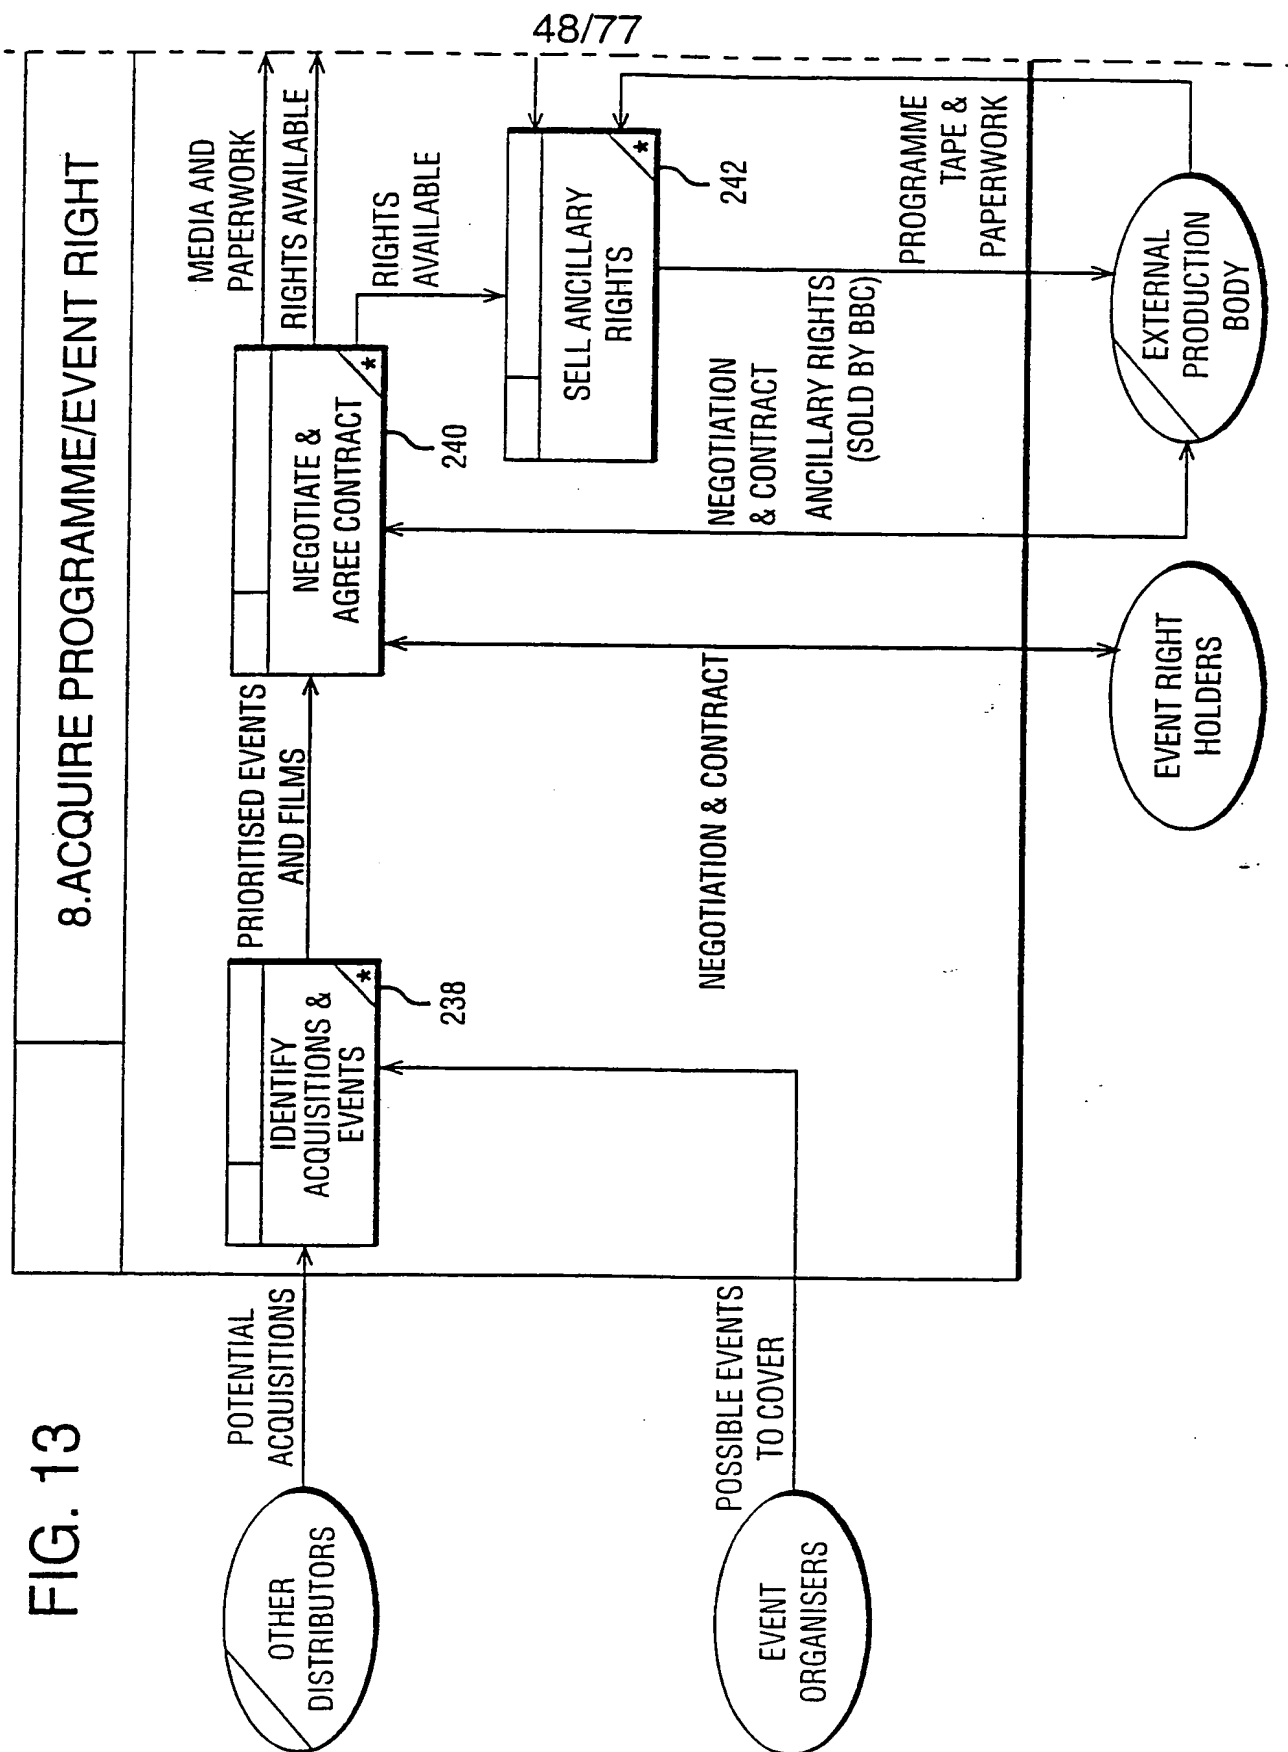 48/77
FIG. 13
8.ACQUIRE PROGRAMME/EVENT RIGHT
OTHER
DISTRIBUTORS
POTENTIAL
ACQUISITIONS
IDENTIFY
ACQUISITIONS &
EVENTS
*
238
PRIORITISED EVENTS
AND FILMS
NEGOTIATE &
AGREE CONTRACT
*
240
MEDIA AND
PAPERWORK
RIGHTS AVAILABLE
RIGHTS
AVAILABLE
SELL ANCILLARY
RIGHTS
*
242
EVENT
ORGANISERS
POSSIBLE EVENTS
TO COVER
NEGOTIATION & CONTRACT
NEGOTIATION
& CONTRACT
ANCILLARY RIGHTS
(SOLD BY BBC)
PROGRAMME
TAPE &
PAPERWORK
EVENT RIGHT
HOLDERS
EXTERNAL
PRODUCTION
BODY